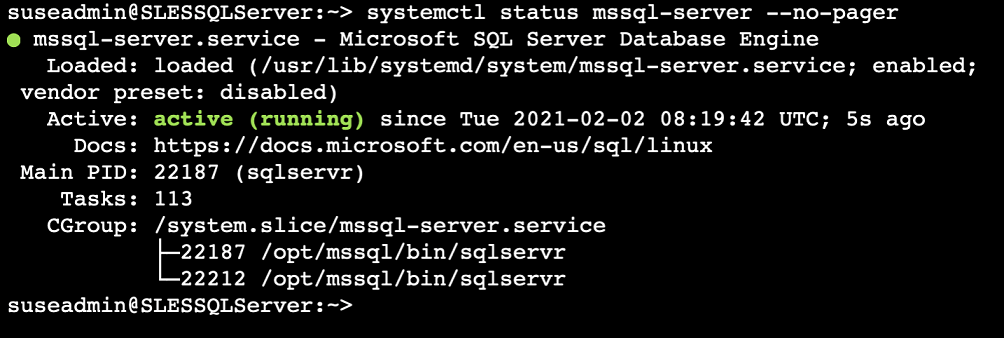 suseadmin@SLESSQLServer:~> systemctl status mssql-server --no-pager
● mssql-server.service - Microsoft SQL Server Database Engine
   Loaded: loaded (/usr/lib/systemd/system/mssql-server.service; enabled;
 vendor preset: disabled)
   Active: active (running) since Tue 2021-02-02 08:19:42 UTC; 5s ago
     Docs: https://docs.microsoft.com/en-us/sql/linux
 Main PID: 22187 (sqlservr)
    Tasks: 113
   CGroup: /system.slice/mssql-server.service
           ├─22187 /opt/mssql/bin/sqlservr
           └─22212 /opt/mssql/bin/sqlservr
suseadmin@SLESSQLServer:~>